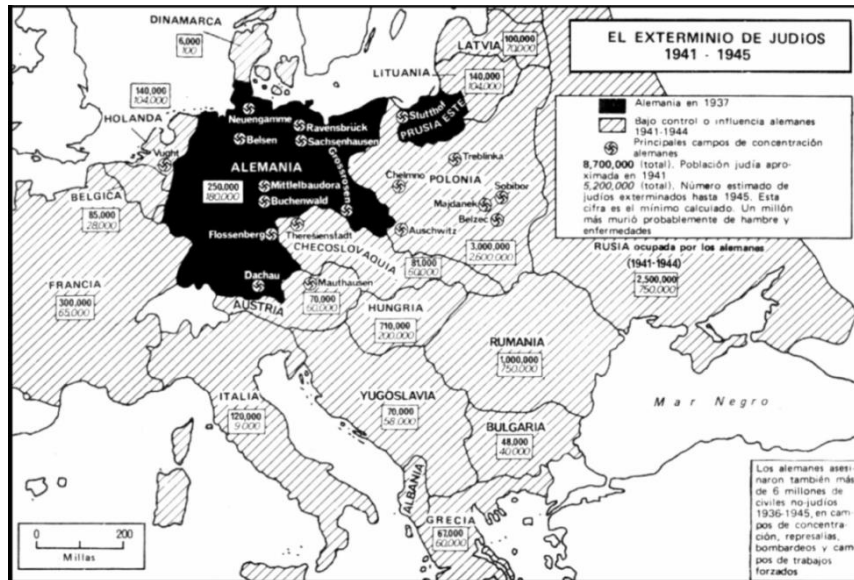 EL EXTERMINIO DE JUDIOS
1941 - 1945
Alemania en 1937
Bajo control o influencia alemanes
1941-1944
Principales campos de concentración
alemanes
8,700,000 (total). Población judía apro-
ximada en 1941
5,200,000 (total). Número estimado de
judíos exterminados hasta 1945. Esta
cifra es el mínimo calculado. Un millón
más murió probablemente de hambre y
enfermedades
DINAMARCA
6,000
100
LATVIA
100,000
70,000
LITUANIA
140,000
104,000
140,000
104,000
HOLANDA
Vught
Neuengamme
Belsen
Ravensbrück
Sachsenhausen
Stutthof
PRUSIA ESTE
ALEMANIA
250,000
180,000
Mittlelbaudora
Buchenwald
Grossrosen
Flossenberg
Dachau
Treblinka
Chelmno
POLONIA
Sobibor
Majdanek
Belzec
Auschwitz
3,000,000
2,600,000
BELGICA
85,000
28,000
Theresienstadt
CHECOSLOVAQUIA
81,000
60,000
RUSIA ocupada por los alemanes
(1941-1944)
2,500,000
750,000
FRANCIA
300,000
65,000
Mauthausen
AUSTRIA
70,000
60,000
HUNGRIA
710,000
200,000
RUMANIA
1,000,000
750,000
ITALIA
120,000
9,000
YUGOSLAVIA
70,000
58,000
BULGARIA
48,000
40,000
Mar Negro
ALBANIA
GRECIA
67,000
60,000
0 200
Millas
Los alemanes asesi-
naron también más
de 6 millones de
civiles no-judíos
1936-1945, en cam-
pos de concentra-
ción, represalias,
bombardeos y cam
pos de trabajos
forzados